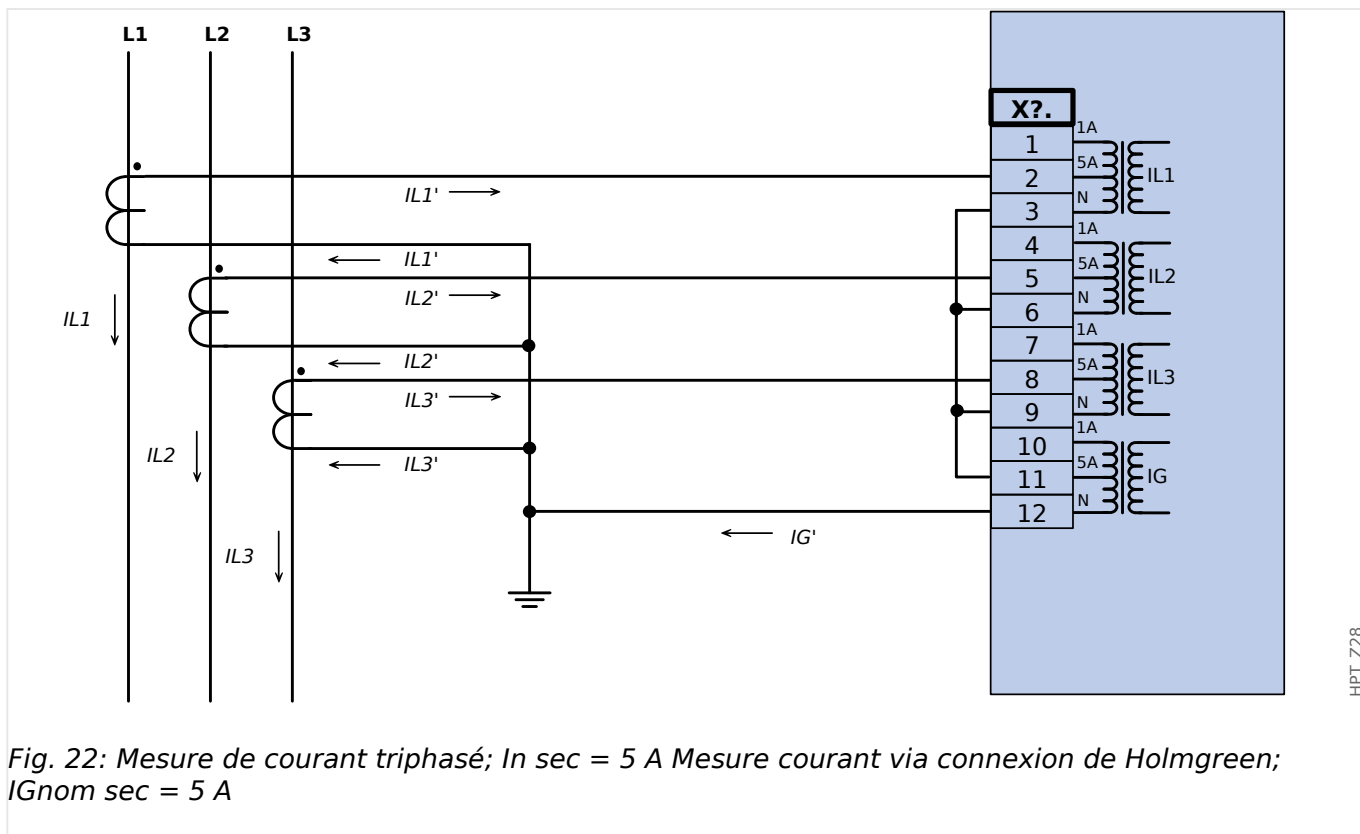 L1 L2 L3
X?.
1A
1
5A
2
IL1
IL1'
N
3
1A
4
IL1'
5A
5
IL2
IL2'
N
6
IL1
1A
7
IL2'
5A
8
IL3
IL3'
N
9
1A
10
IL2
IL3'
5A
11
IG
N
12
IG'
IL3
HPT_Z28
Fig. 22: Mesure de courant triphasé; In sec = 5 A Mesure courant via connexion de Holmgreen;
IGnom sec = 5 A